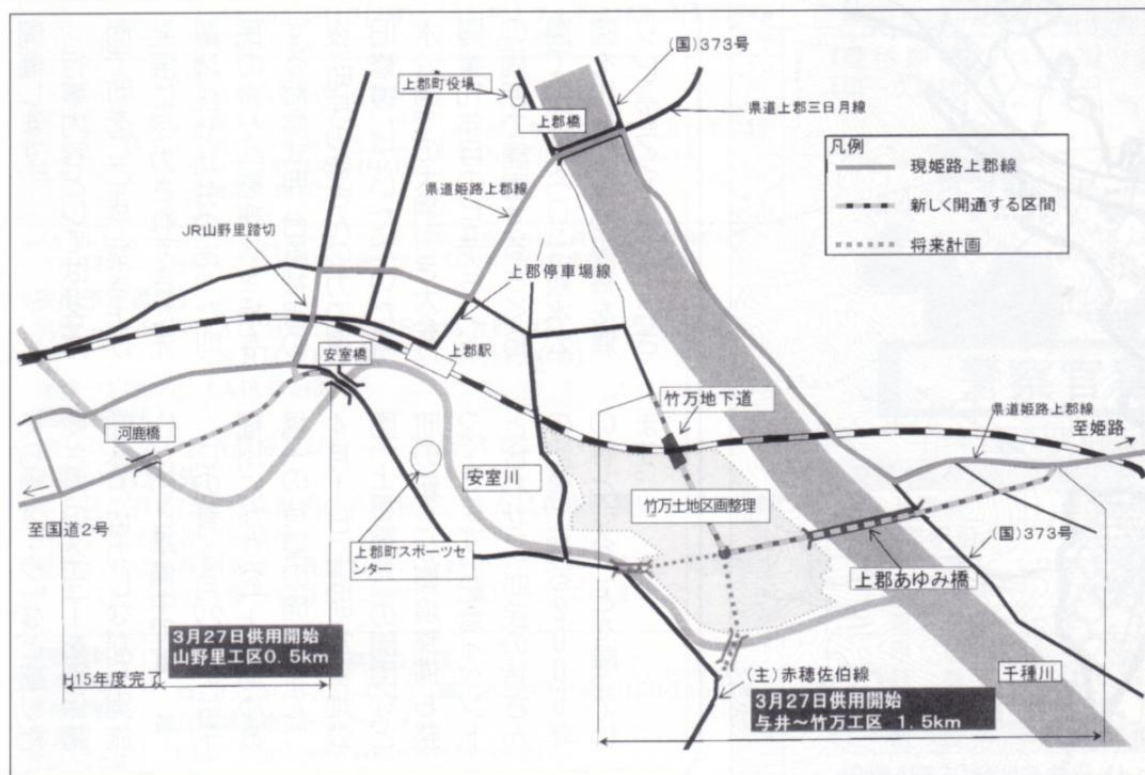 (国)373号
上郡町役場
上郡橋
県道上郡三日月線
凡例
現姫路上郡線
新しく開通する区間
将来計画
県道姫路上郡線
JR山野里踏切
上郡停車場線
上郡駅
安室橋
竹万地下道
県道姫路上郡線
至姫路
河鹿橋
安室川
竹万土地区画整理
至国道2号
上郡町スポーツセ
ンター
(国)373号
上郡あゆみ橋
3月27日供用開始
山野里工区0.5km
H15年度完了
(主)赤穂佐伯線
千種川
3月27日供用開始
与井~竹万工区 1.5km